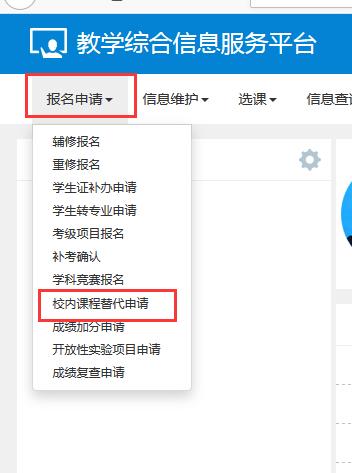 教学综合信息服务平台
报名申请 信息维护 选课 信息查
辅修报名
重修报名
学生证补办申请
学生转专业申请
考级项目报名
补考确认
学科竞赛报名
校内课程替代申请
成绩加分申请
开放性实验项目申请
成绩复查申请